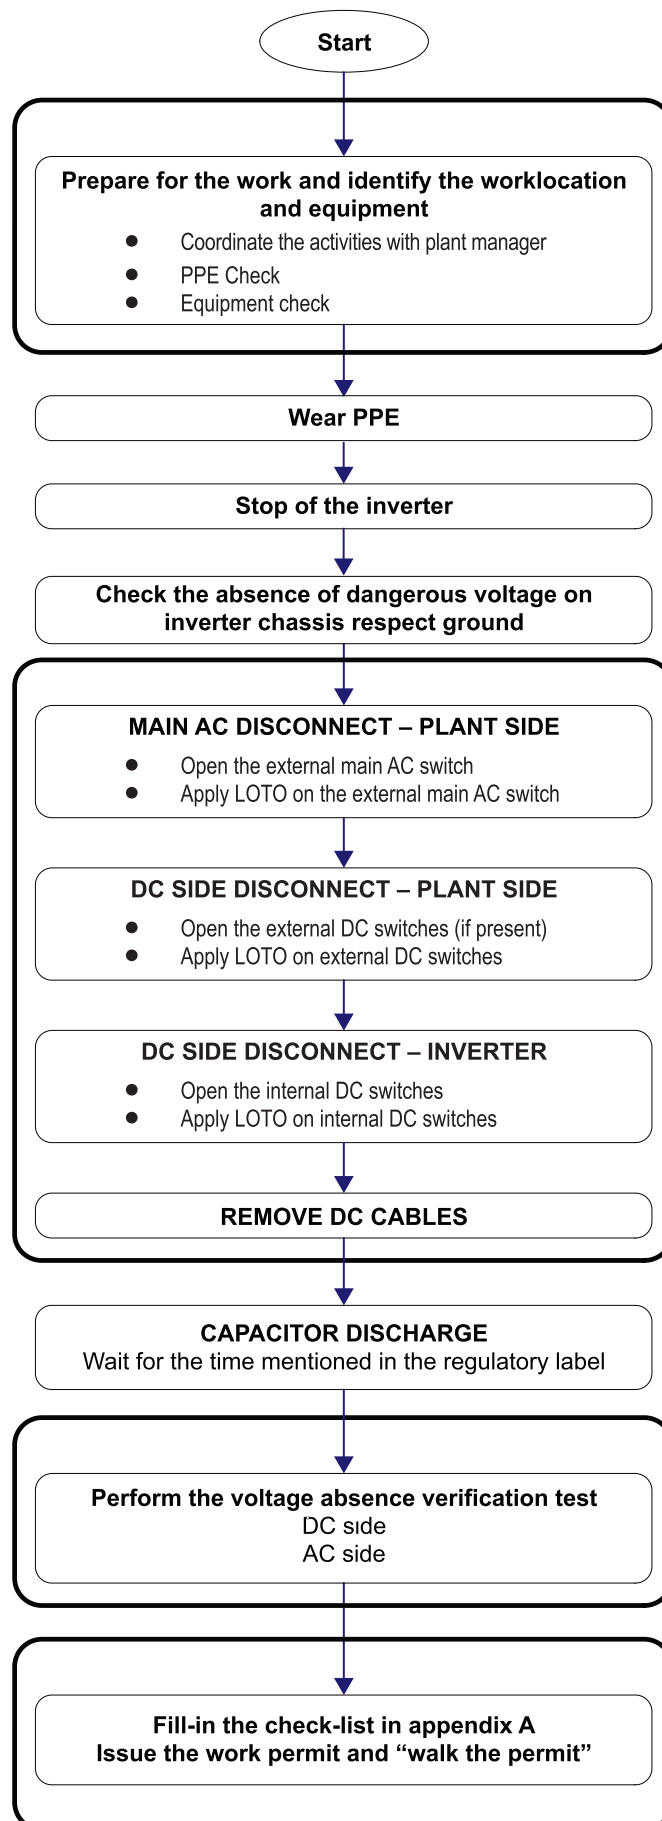 Start
Prepare for the work and identify the worklocation
and equipment
● Coordinate the activities with plant manager
● PPE Check
● Equipment check
Wear PPE
Stop of the inverter
Check the absence of dangerous voltage on
inverter chassis respect ground
MAIN AC DISCONNECT – PLANT SIDE
● Open the external main AC switch
● Apply LOTO on the external main AC switch
DC SIDE DISCONNECT – PLANT SIDE
● Open the external DC switches (if present)
● Apply LOTO on external DC switches
DC SIDE DISCONNECT – INVERTER
● Open the internal DC switches
● Apply LOTO on internal DC switches
REMOVE DC CABLES
CAPACITOR DISCHARGE
Wait for the time mentioned in the regulatory label
Perform the voltage absence verification test
DC side
AC side
Fill-in the check-list in appendix A
Issue the work permit and “walk the permit”